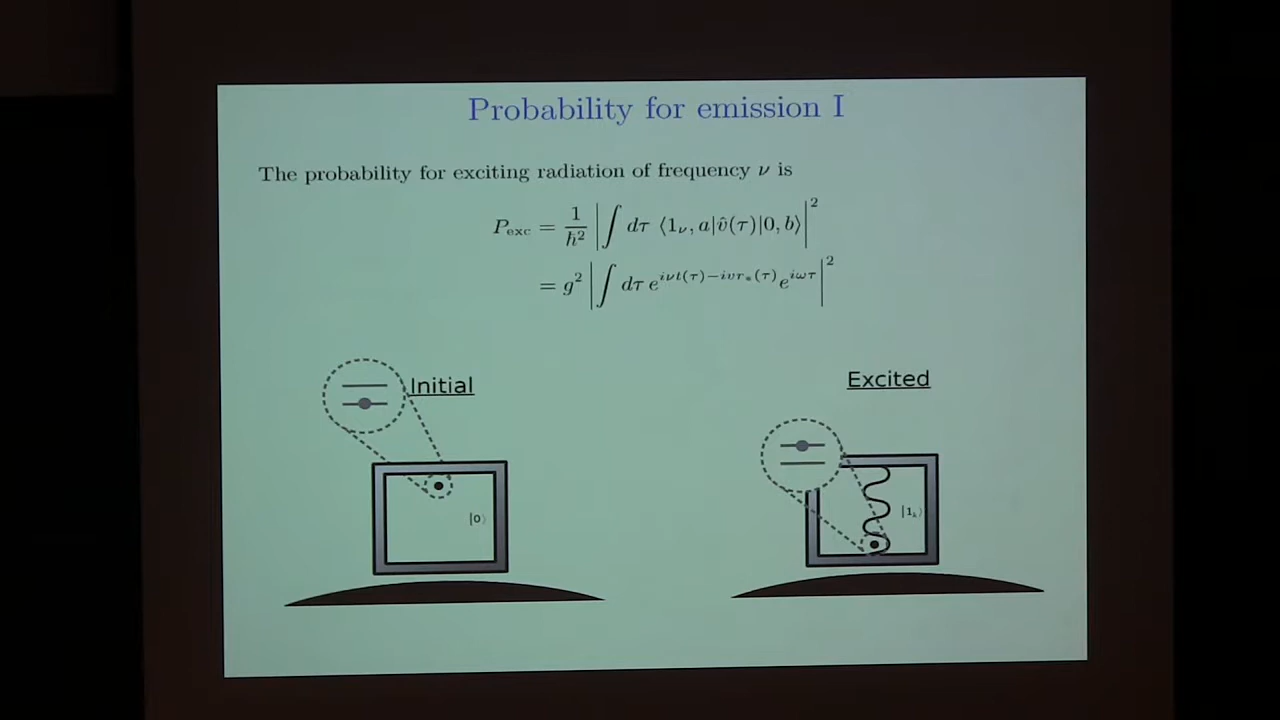 Probability for emission I
The probability for exciting radiation of frequency ν is
P_exc = 1/ħ² |∫ dτ ⟨1_ν, a|v̂(τ)|0, b⟩|²
= g² |∫ dτ e^{iνt(τ)−iνr_*(τ)} e^{iωτ}|²
Initial
Excited
|0⟩
|1ₖ⟩